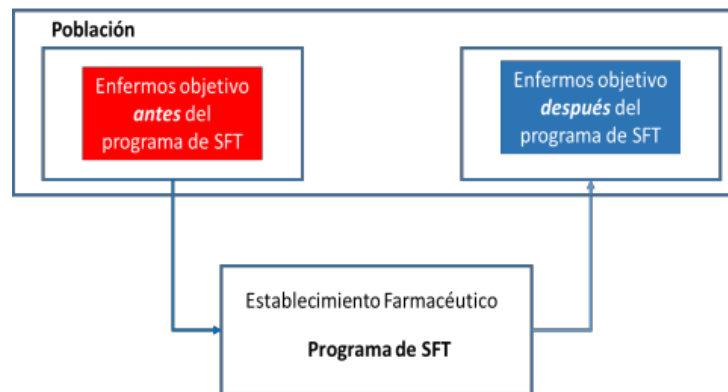 Población
Enfermos objetivo
antes del
programa de SFT
Enfermos objetivo
después del
programa de SFT
Establecimiento Farmacéutico
Programa de SFT